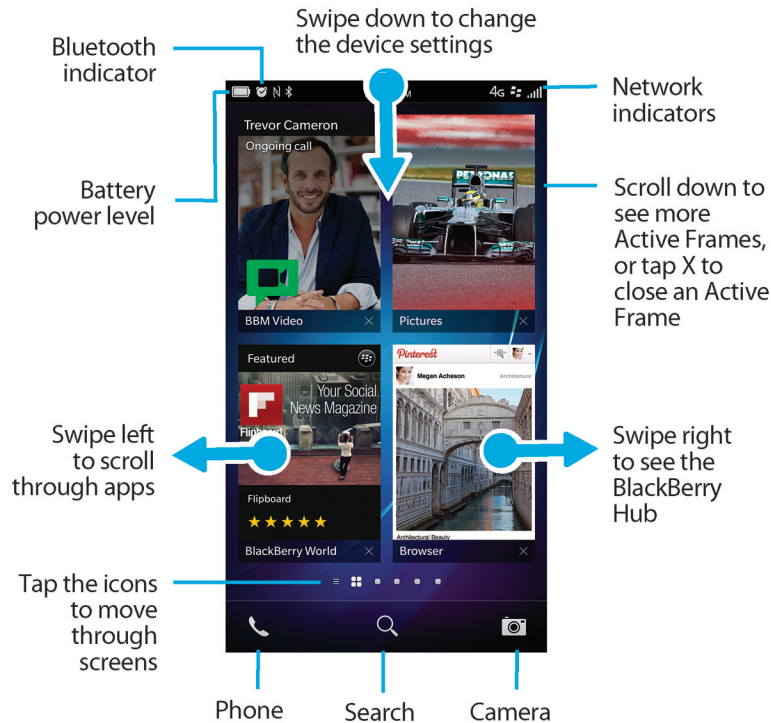 Swipe down to change
the device settings
Bluetooth
indicator
Network
indicators
Battery
power level
Scroll down to
see more
Active Frames,
or tap X to
close an Active
Frame
4G
M
Trevor Cameron
Ongoing call
BBM Video
PETRONAS
Pictures
Featured
Your Social
News Magazine
Flipboard
Flipboard
BlackBerry World
Pinterest
Megan Acheson
Architecture
Architectural Beauty
Browser
Swipe left
to scroll
through apps
Swipe right
to see the
BlackBerry
Hub
Tap the icons
to move
through
screens
Phone
Search
Camera